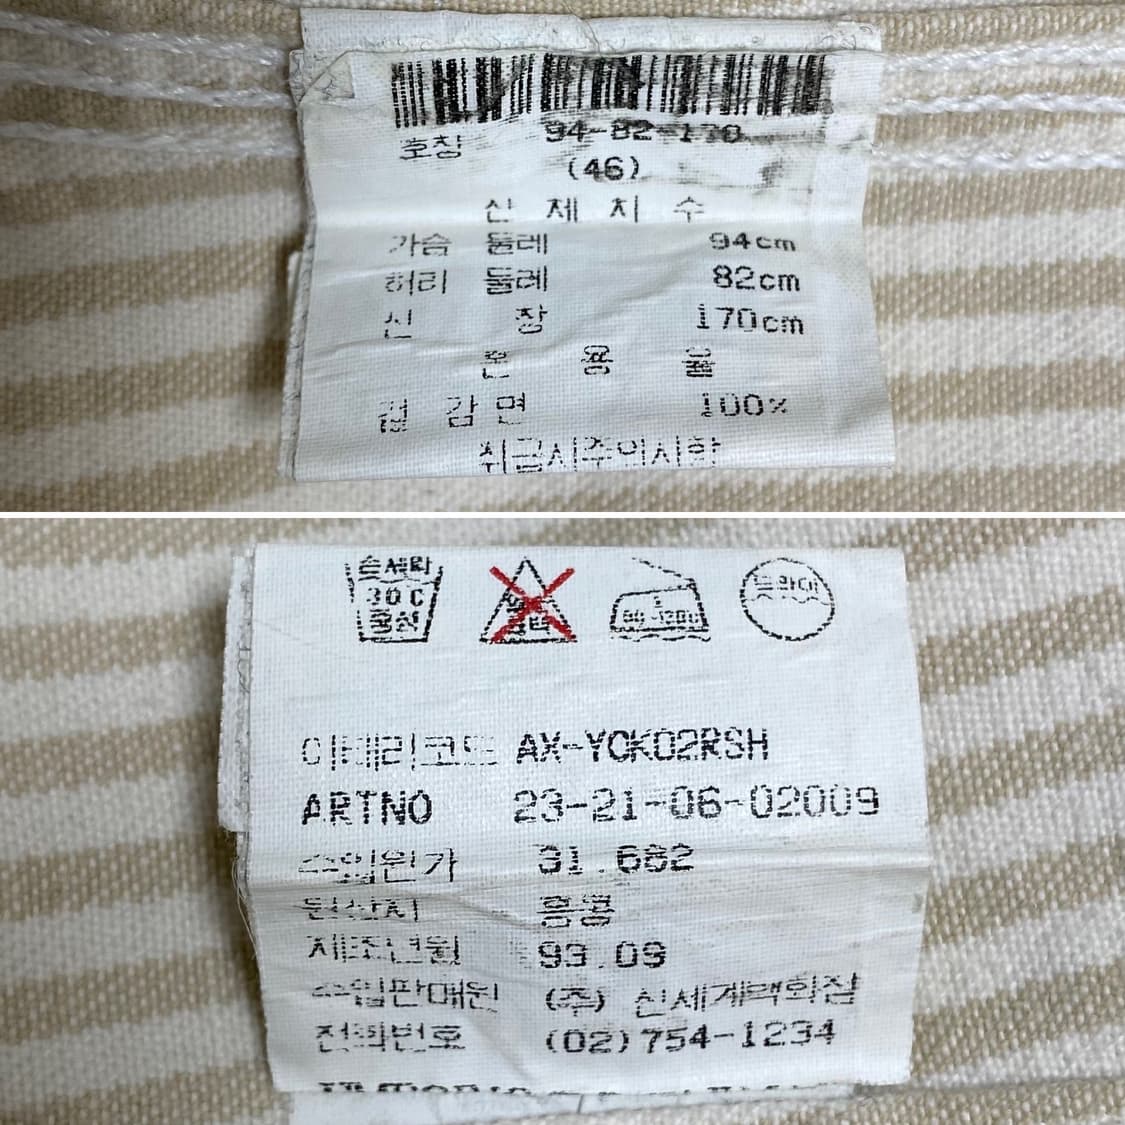 호칭 94-82-170
(46)
신 체 치 수
가슴 둘레 94cm
허리 둘레 82cm
신 장 170cm
혼 용 율
겉 감 면 100%
취급시주의사항
손세탁
30℃
중성
80-120℃
드라이
이태리코드 AX-YCK02RSH
ARTNO 23-21-06-02009
수입원가 31.682
원산지 홍콩
제조년월 93.09
수입판매원 (주) 신세계백화점
전화번호 (02)754-1234